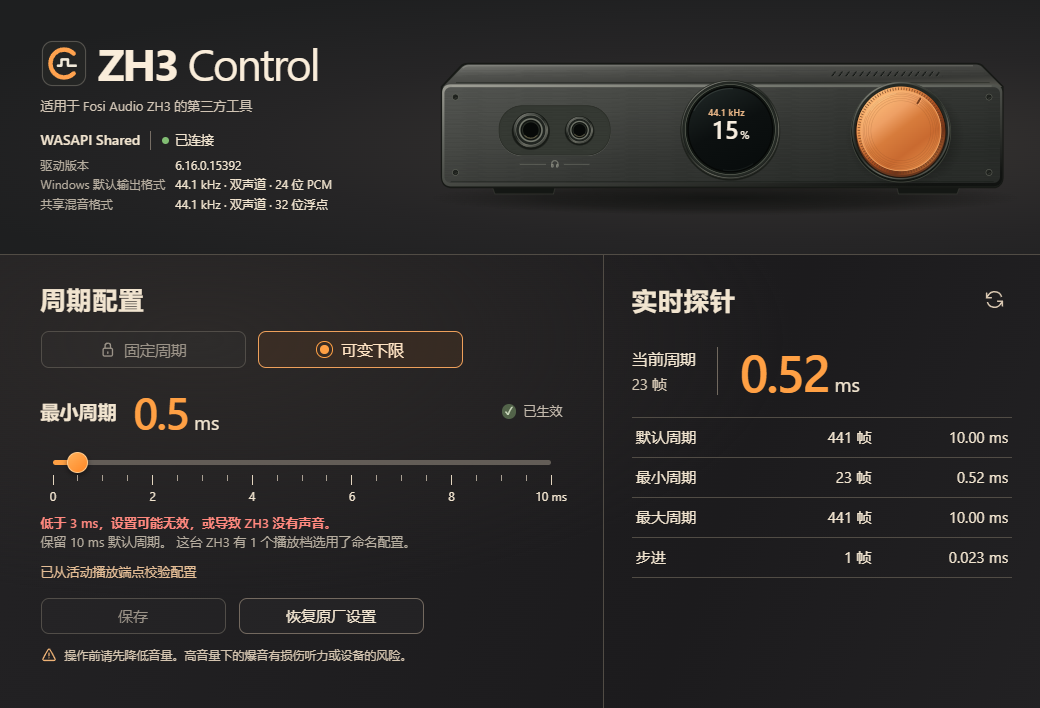 ZH3 Control
适用于 Fosi Audio ZH3 的第三方工具
WASAPI Shared 已连接
驱动版本 6.16.0.15392
Windows 默认输出格式 44.1 kHz · 双声道 · 24 位 PCM
共享混音格式 44.1 kHz · 双声道 · 32 位浮点
44.1 kHz
15%
周期配置
固定周期 可变下限
最小周期 0.5 ms 已生效
0 2 4 6 8 10 ms
低于 3 ms，设置可能无效，或导致 ZH3 没有声音。
保留 10 ms 默认周期。 这台 ZH3 有 1 个播放档选用了命名配置。
已从活动播放端点校验配置
保存 恢复原厂设置
操作前请先降低音量。高音量下的爆音有损伤听力或设备的风险。
实时探针
当前周期
23 帧
0.52 ms
默认周期 441 帧 10.00 ms
最小周期 23 帧 0.52 ms
最大周期 441 帧 10.00 ms
步进 1 帧 0.023 ms